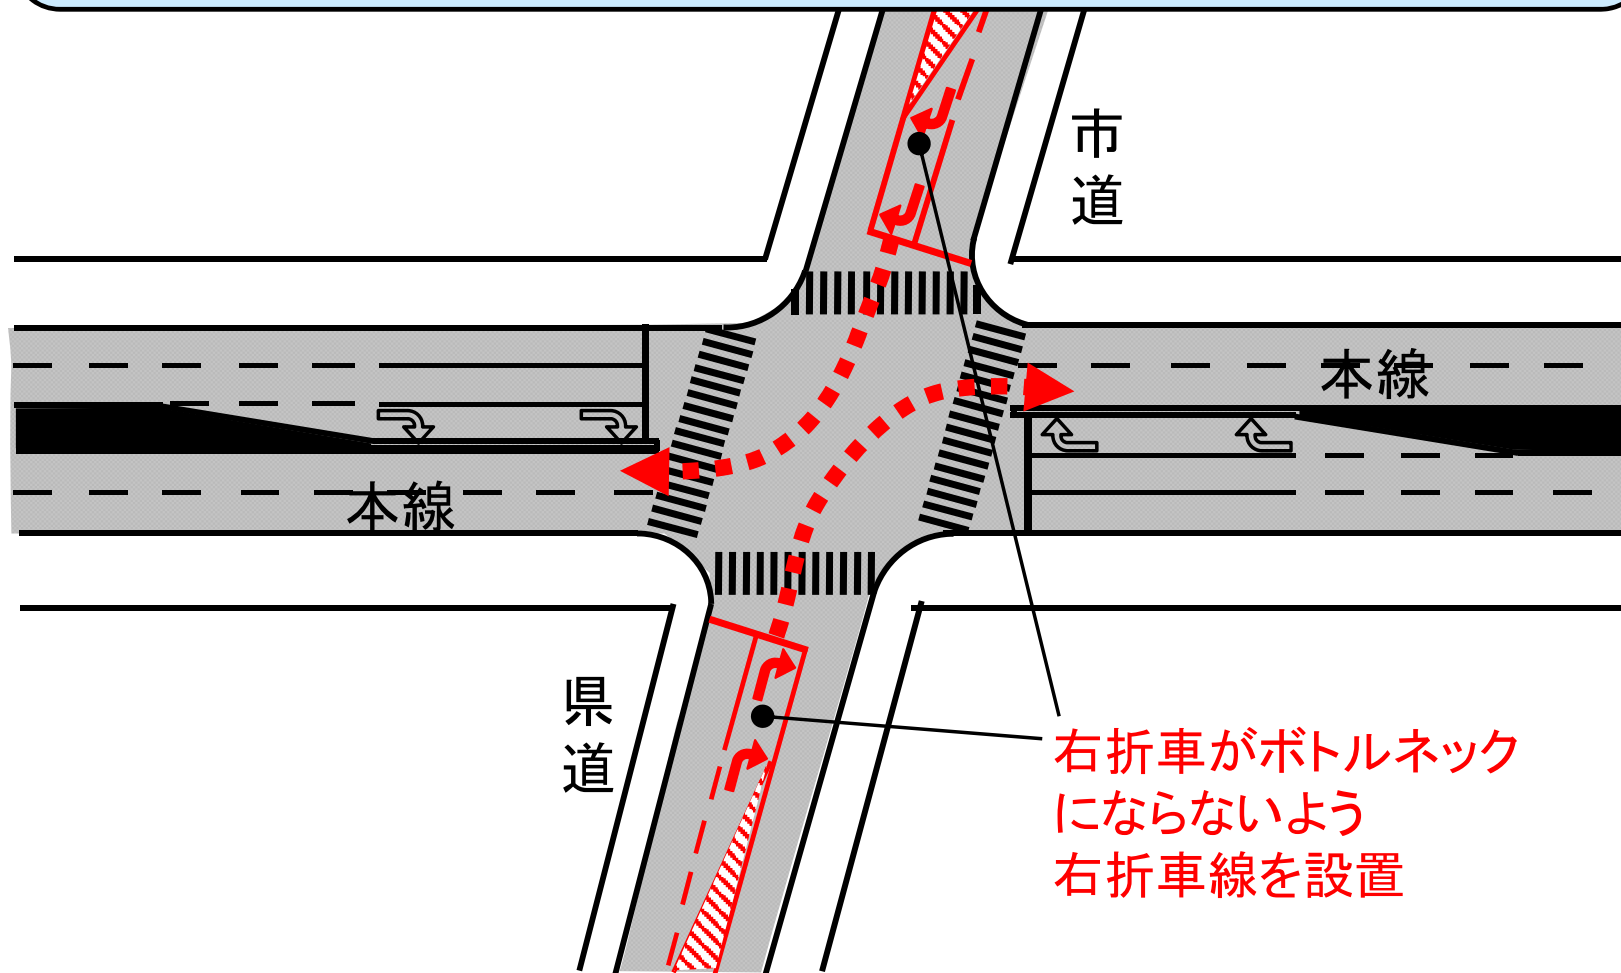 市道
本線
本線
県道
右折車がボトルネック
にならないよう
右折車線を設置